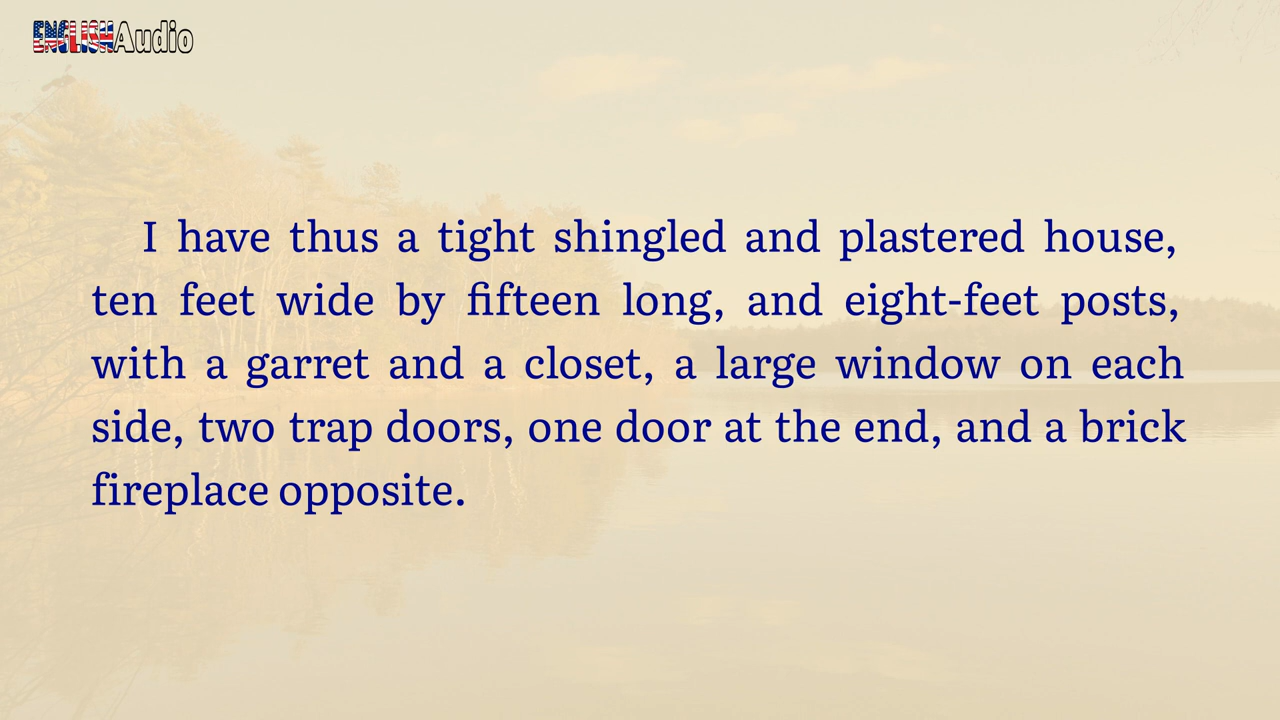 ENGLISHAudio
I have thus a tight shingled and plastered house,
ten feet wide by fifteen long, and eight-feet posts,
with a garret and a closet, a large window on each
side, two trap doors, one door at the end, and a brick
fireplace opposite.